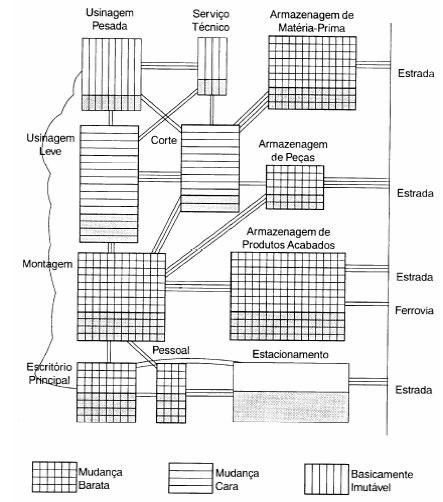 Usinagem
Pesada
Serviço
Técnico
Armazenagem de
Matéria-Prima
Estrada
Usinagem
Leve
Corte
Armazenagem
de Peças
Estrada
Armazenagem de
Produtos Acabados
Montagem
Estrada
Ferrovia
Pessoal
Estacionamento
Escritório
Principal
Estrada
Mudança
Barata
Mudança
Cara
Basicamente
Imutável